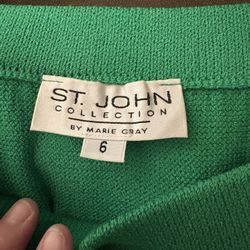 ST. JOHN
COLLECTION
BY MARIE GRAY
6